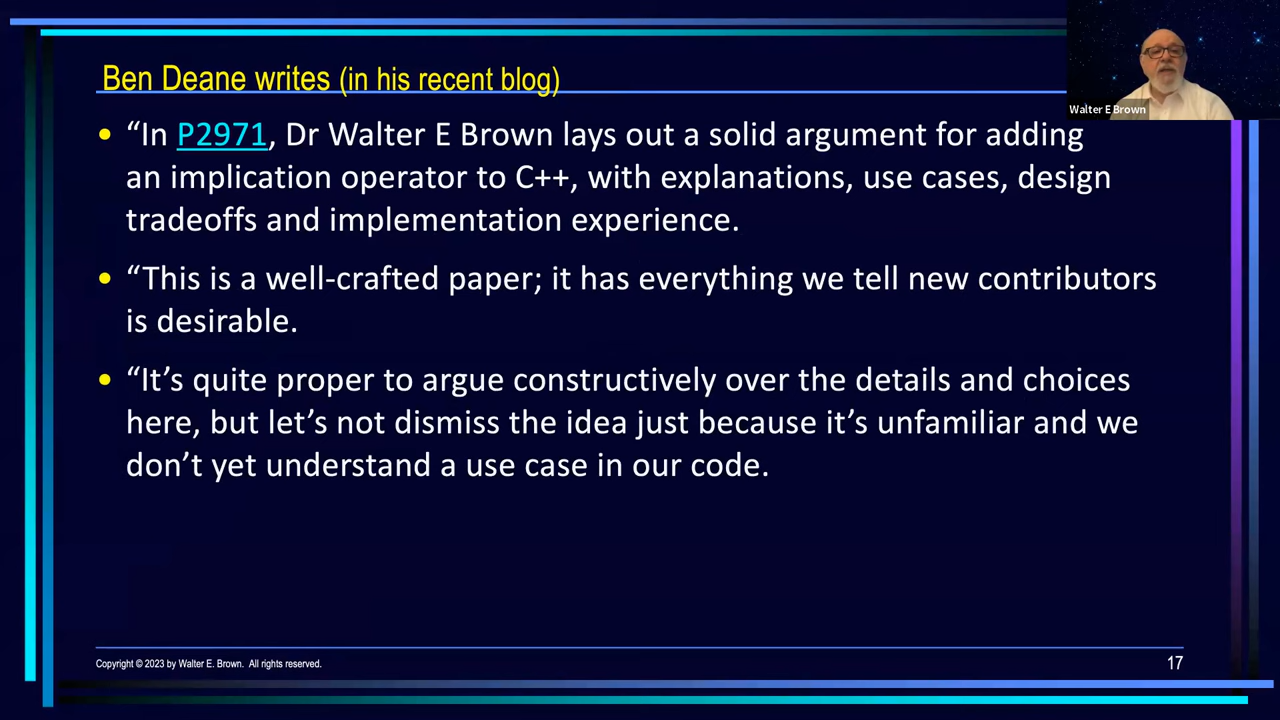 Ben Deane writes (in his recent blog)
Walter E Brown
• “In P2971, Dr Walter E Brown lays out a solid argument for adding
an implication operator to C++, with explanations, use cases, design
tradeoffs and implementation experience.
• “This is a well-crafted paper; it has everything we tell new contributors
is desirable.
• “It’s quite proper to argue constructively over the details and choices
here, but let’s not dismiss the idea just because it’s unfamiliar and we
don’t yet understand a use case in our code.
Copyright © 2023 by Walter E. Brown. All rights reserved.
17